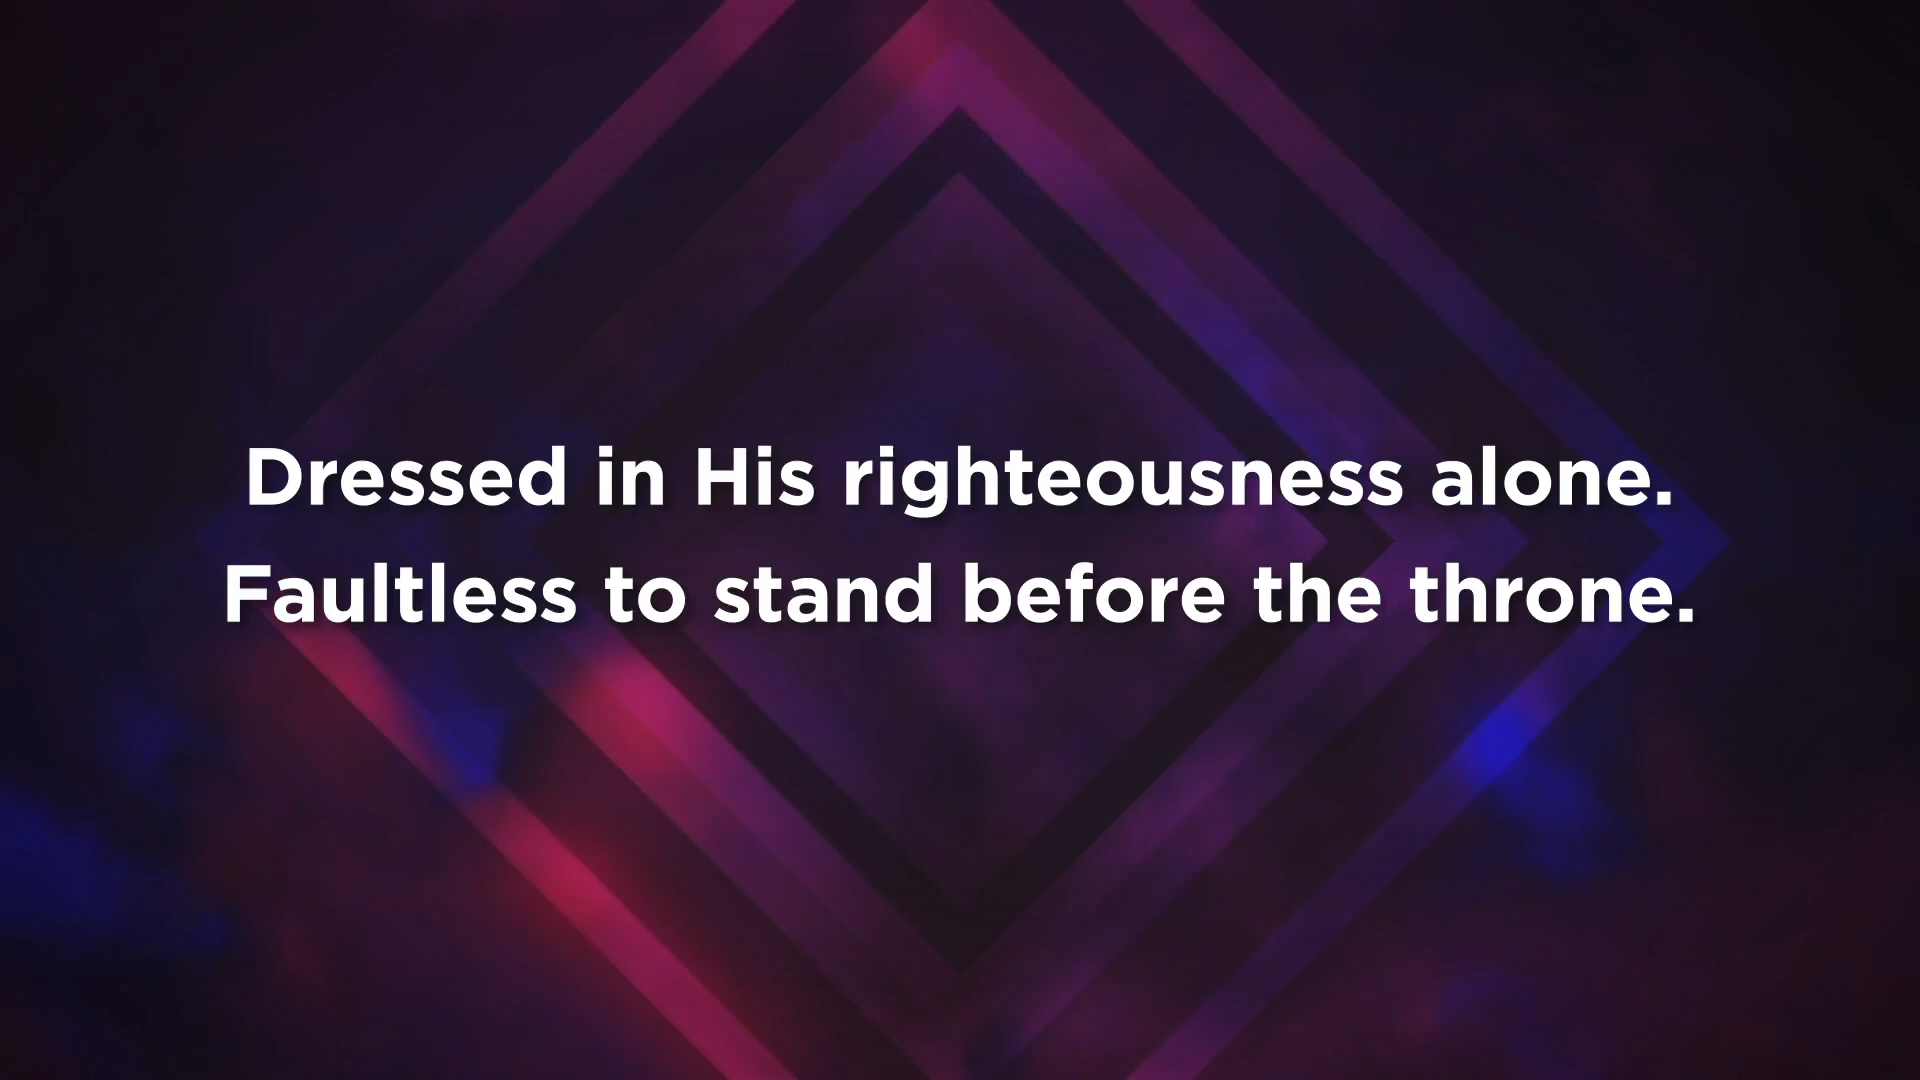 Dressed in His righteousness alone.
Faultless to stand before the throne.